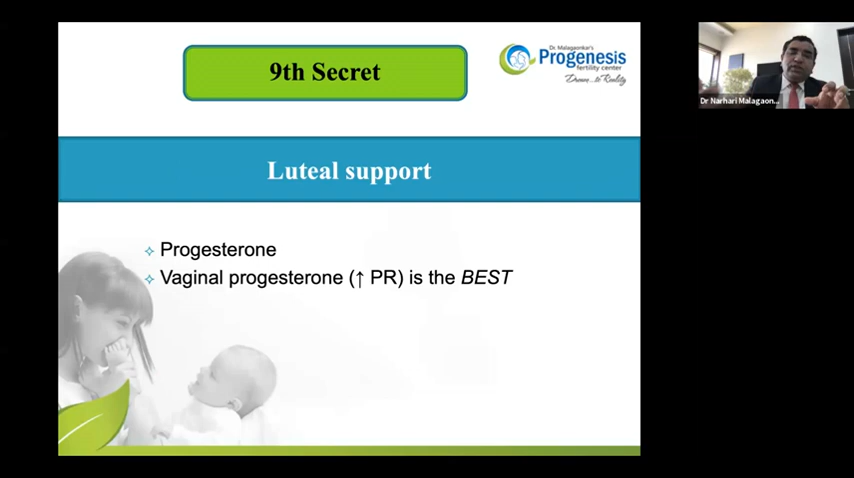 9th Secret
Dr. Malagaonkar's
Progenesis
fertility center
Dream...to Reality
Luteal support
Progesterone
Vaginal progesterone (↑ PR) is the BEST
Dr Narhari Malagaon...